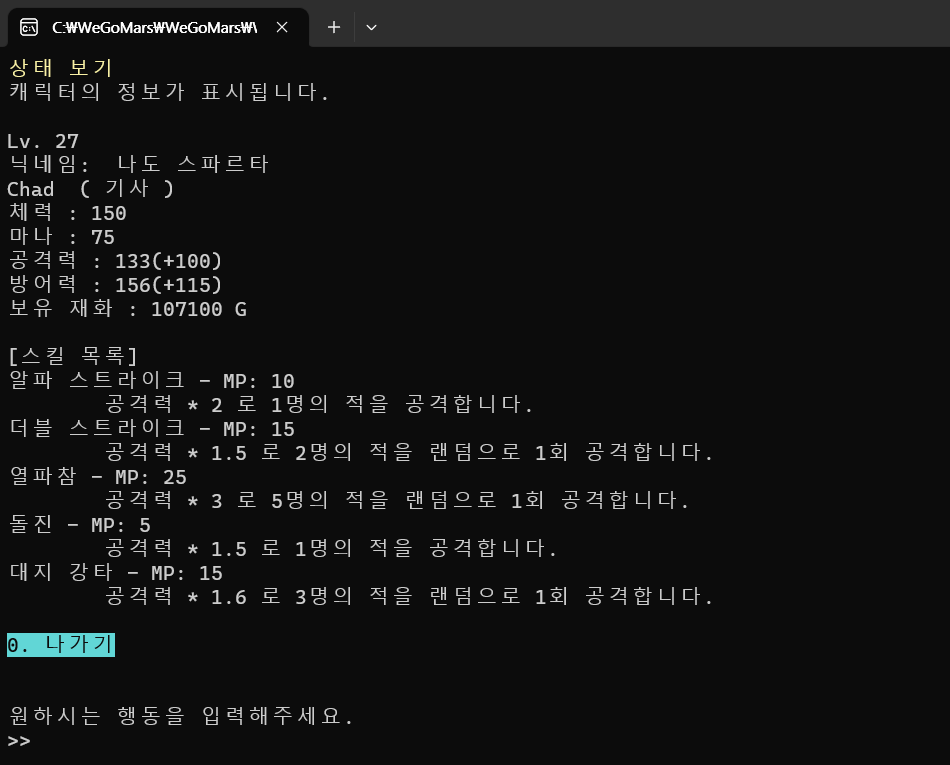 C:₩WeGoMars₩WeGoMars₩\
상태 보기
캐릭터의 정보가 표시됩니다.
Lv. 27
닉네임:  나도 스파르타
Chad  ( 기사 )
체력 : 150
마나 : 75
공격력 : 133(+100)
방어력 : 156(+115)
보유 재화 : 107100 G
[스킬 목록]
알파 스트라이크 - MP: 10
공격력 * 2 로 1명의 적을 공격합니다.
더블 스트라이크 - MP: 15
공격력 * 1.5 로 2명의 적을 랜덤으로 1회 공격합니다.
열파참 - MP: 25
공격력 * 3 로 5명의 적을 랜덤으로 1회 공격합니다.
돌진 - MP: 5
공격력 * 1.5 로 1명의 적을 공격합니다.
대지 강타 - MP: 15
공격력 * 1.6 로 3명의 적을 랜덤으로 1회 공격합니다.
0. 나가기
원하시는 행동을 입력해주세요.
>>